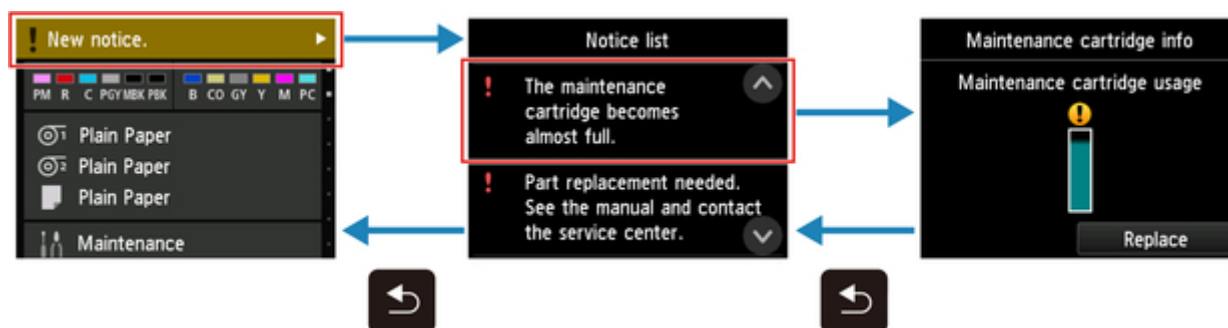 New notice.
PM R C PGY MBK PBK B CO GY Y M PC
1 Plain Paper
2 Plain Paper
Plain Paper
Maintenance
Notice list
! The maintenance
cartridge becomes
almost full.
! Part replacement needed.
See the manual and contact
the service center.
Maintenance cartridge info
Maintenance cartridge usage
!
Replace